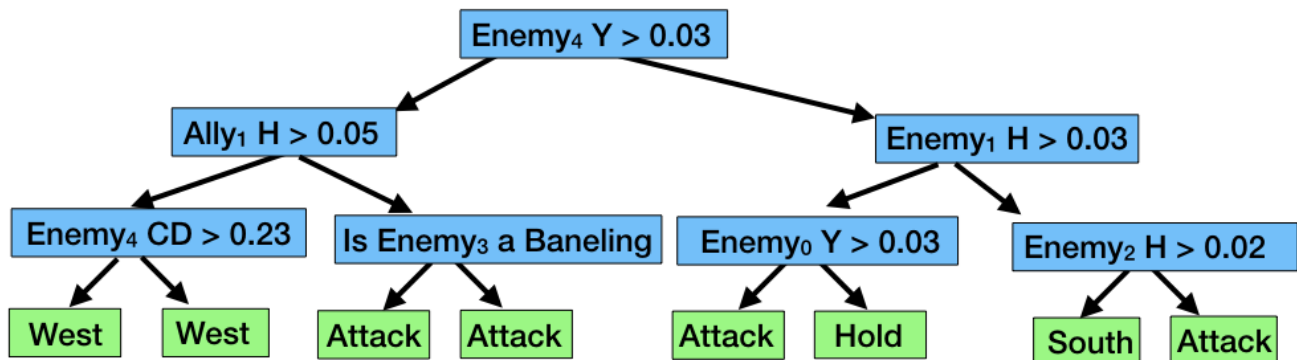 Enemy₄ Y > 0.03
Ally₁ H > 0.05
Enemy₁ H > 0.03
Enemy₄ CD > 0.23
Is Enemy₃ a Baneling
Enemy₀ Y > 0.03
Enemy₂ H > 0.02
West
West
Attack
Attack
Attack
Hold
South
Attack